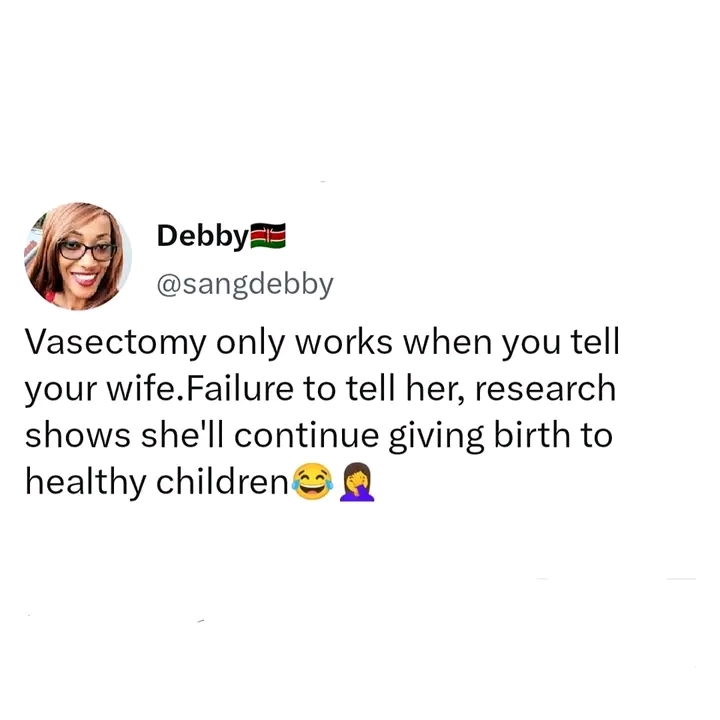 Debby🇰🇪
@sangdebby
Vasectomy only works when you tell
your wife.Failure to tell her, research
shows she'll continue giving birth to
healthy children😂🤦‍♀️